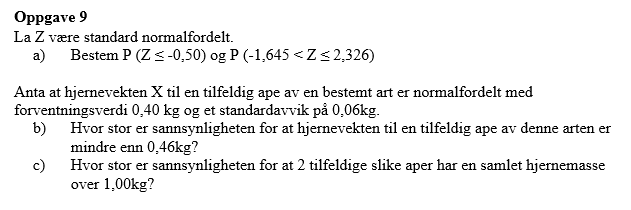 Oppgave 9
La Z være standard normalfordelt.
a) Bestem P (Z ≤ -0,50) og P (-1,645 < Z ≤ 2,326)
Anta at hjernevekten X til en tilfeldig ape av en bestemt art er normalfordelt med
forventningsverdi 0,40 kg og et standardavvik på 0,06kg.
b) Hvor stor er sannsynligheten for at hjernevekten til en tilfeldig ape av denne arten er
mindre enn 0,46kg?
c) Hvor stor er sannsynligheten for at 2 tilfeldige slike aper har en samlet hjernemasse
over 1,00kg?